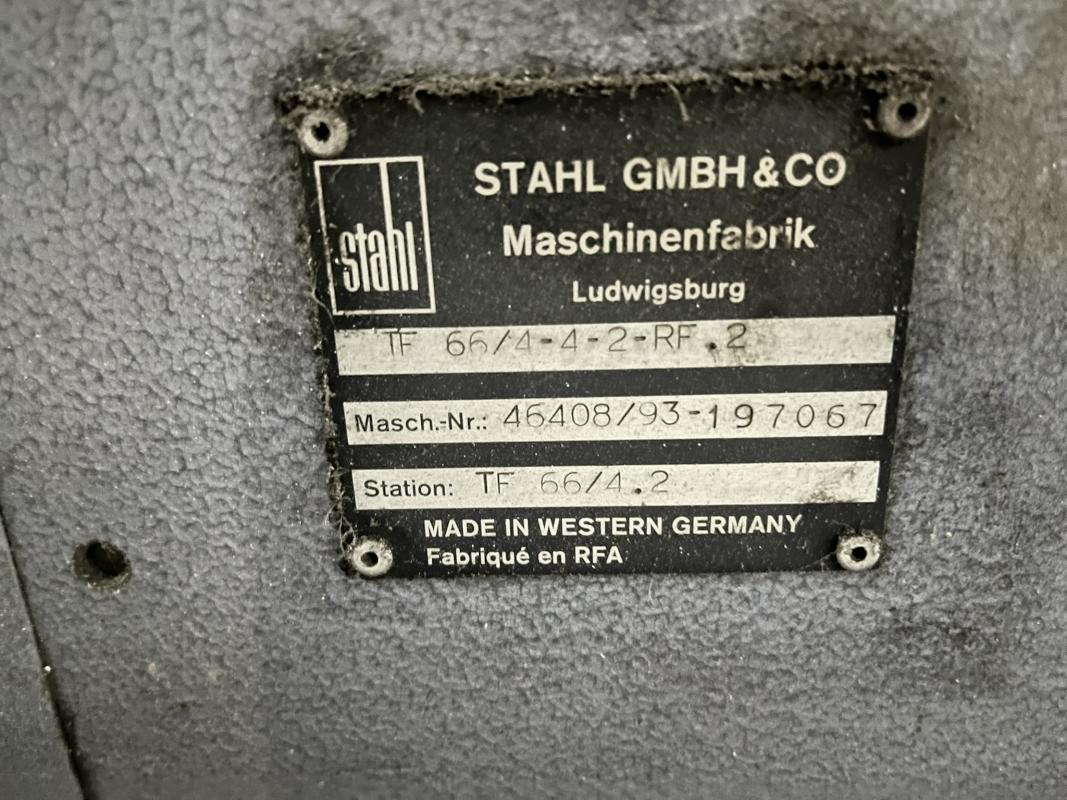 stahl
STAHL GMBH & CO
Maschinenfabrik
Ludwigsburg
TF 66/4-4-2-RF.2
Masch.-Nr.: 46408/93-197067
Station: TF 66/4.2
MADE IN WESTERN GERMANY
Fabriqué en RFA